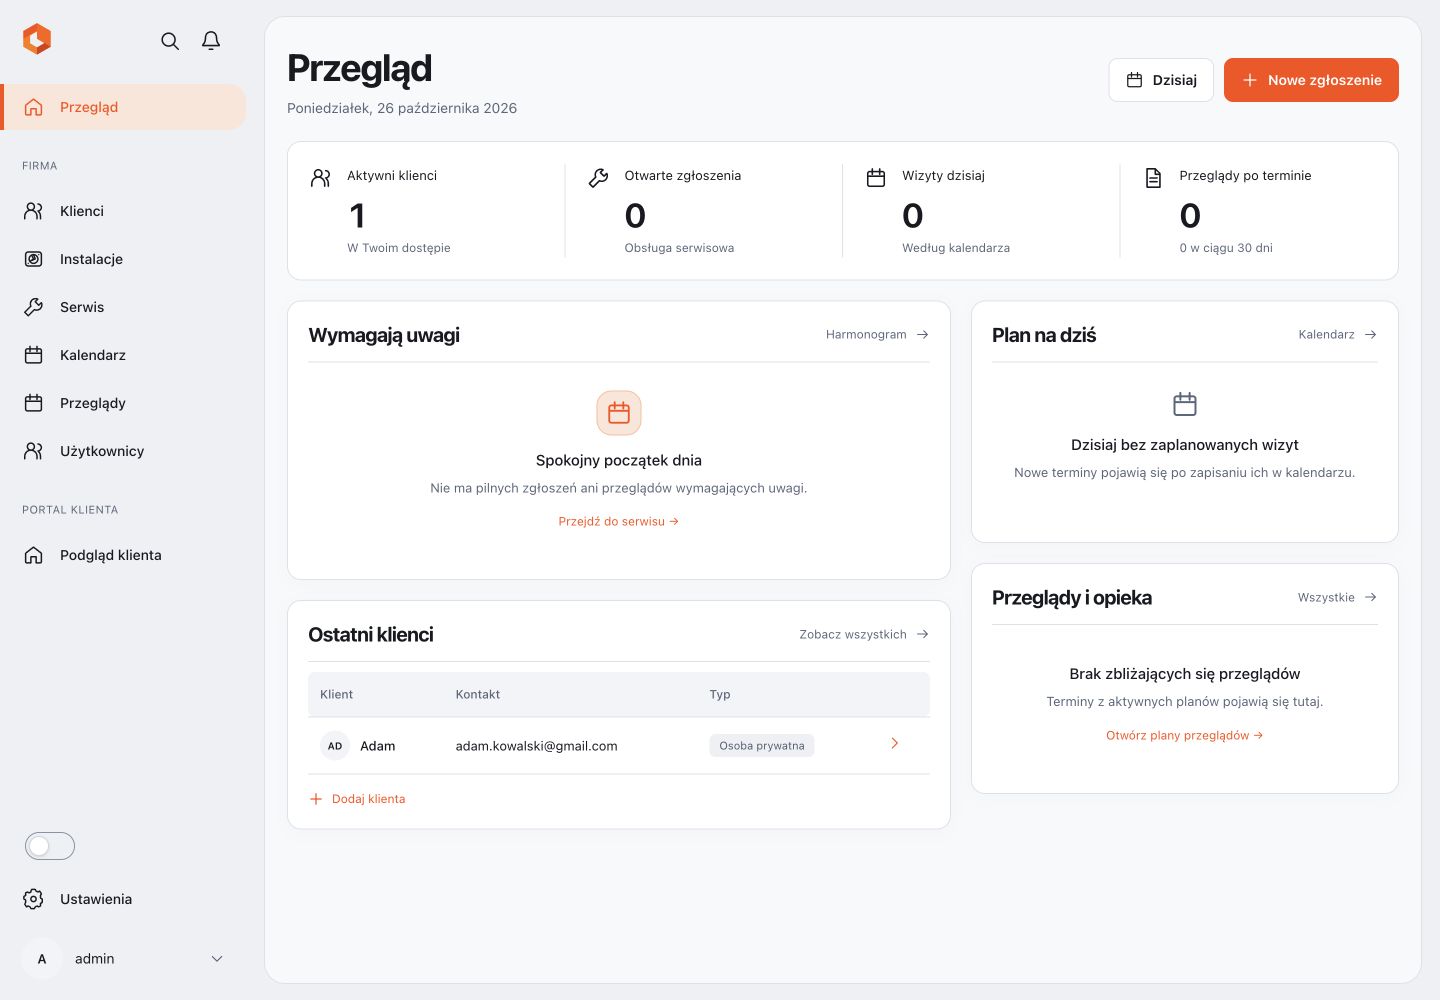 Przegląd
FIRMA
Klienci
Instalacje
Serwis
Kalendarz
Przeglądy
Użytkownicy
PORTAL KLIENTA
Podgląd klienta
Ustawienia
A
admin
Przegląd
Poniedziałek, 26 października 2026
Dzisiaj
Nowe zgłoszenie
Aktywni klienci
1
W Twoim dostępie
Otwarte zgłoszenia
0
Obsługa serwisowa
Wizyty dzisiaj
0
Według kalendarza
Przeglądy po terminie
0
0 w ciągu 30 dni
Wymagają uwagi
Harmonogram →
Spokojny początek dnia
Nie ma pilnych zgłoszeń ani przeglądów wymagających uwagi.
Przejdź do serwisu →
Ostatni klienci
Zobacz wszystkich →
Klient Kontakt Typ
AD Adam adam.kowalski@gmail.com Osoba prywatna
Dodaj klienta
Plan na dziś
Kalendarz →
Dzisiaj bez zaplanowanych wizyt
Nowe terminy pojawią się po zapisaniu ich w kalendarzu.
Przeglądy i opieka
Wszystkie →
Brak zbliżających się przeglądów
Terminy z aktywnych planów pojawią się tutaj.
Otwórz plany przeglądów →